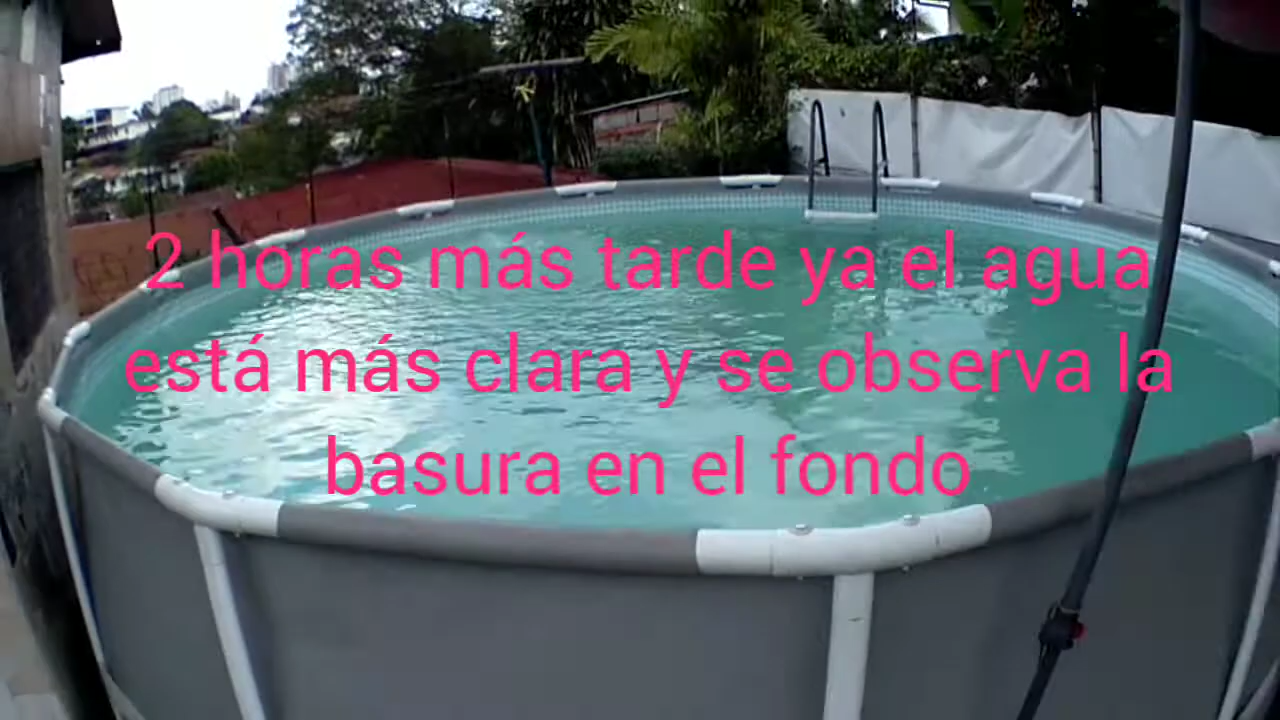 2 horas más tarde ya el agua
está más clara y se observa la
basura en el fondo